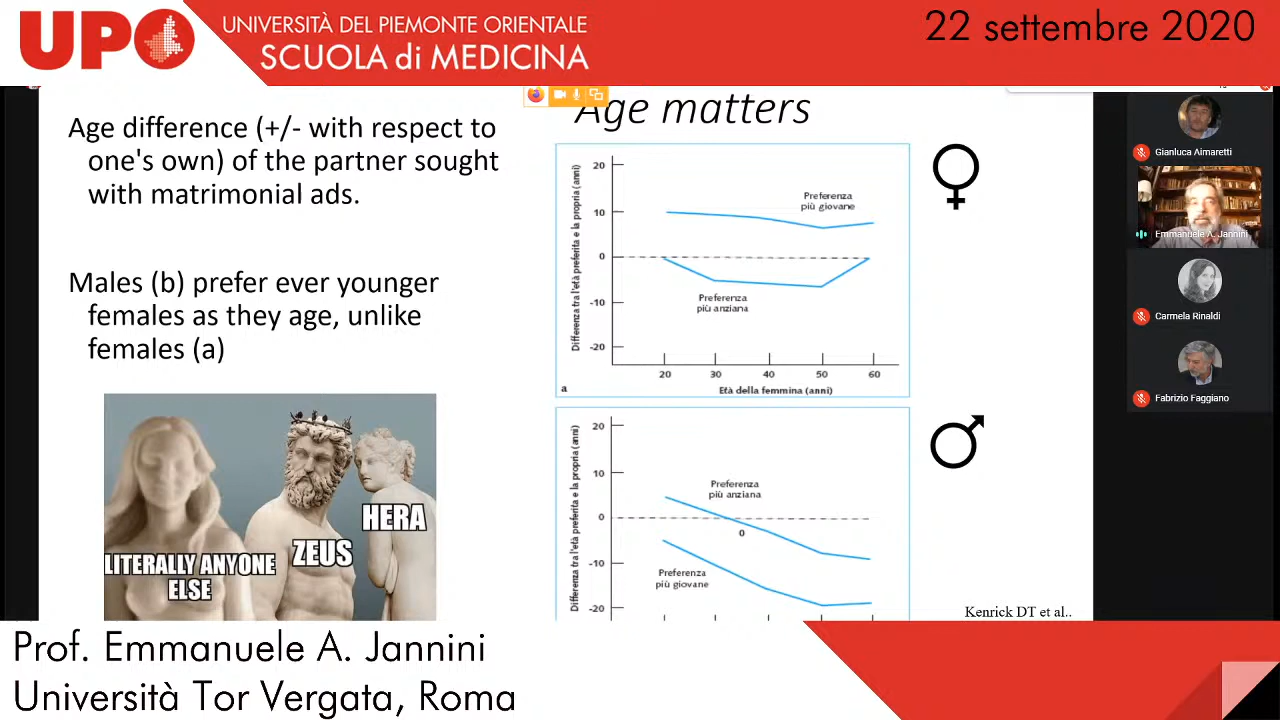 UPO
UNIVERSITÀ DEL PIEMONTE ORIENTALE
SCUOLA di MEDICINA
22 settembre 2020
Age difference (+/- with respect to
one's own) of the partner sought
with matrimonial ads.
Males (b) prefer ever younger
females as they age, unlike
females (a)
LITERALLY ANYONE
ELSE
ZEUS
HERA
Age matters
Differenza tra l'età preferita e la propria (anni)
20
10
0
-10
-20
Preferenza
più giovane
Preferenza
più anziana
20 30 40 50 60
a
Età della femmina (anni)
Differenza tra l'età preferita e la propria (anni)
20
10
0
-10
-20
Preferenza
più anziana
0
Preferenza
più giovane
Kenrick DT et al..
Gianluca Aimaretti
Emmanuele A. Jannini
Carmela Rinaldi
Fabrizio Faggiano
Prof. Emmanuele A. Jannini
Università Tor Vergata, Roma